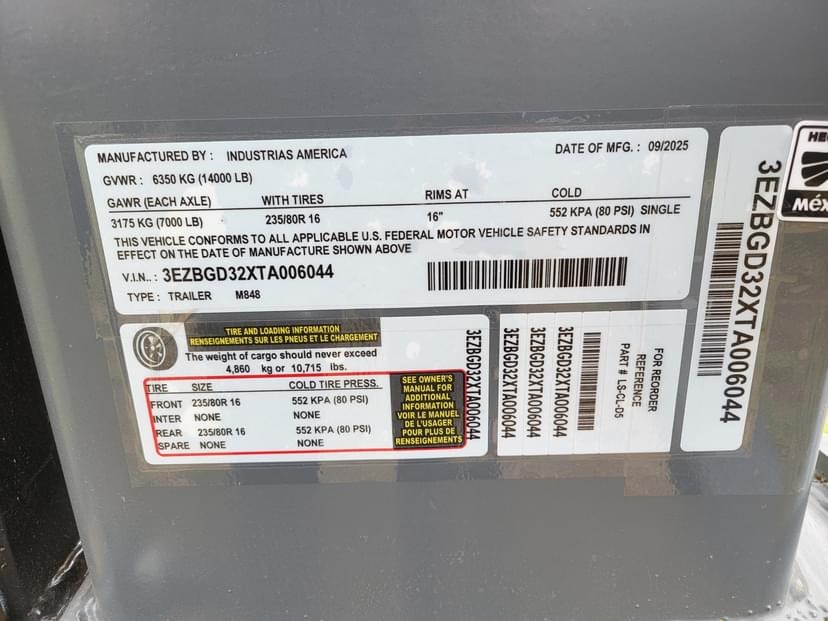 MANUFACTURED BY : INDUSTRIAS AMERICA DATE OF MFG. : 09/2025
GVWR : 6350 KG (14000 LB)
GAWR (EACH AXLE) WITH TIRES RIMS AT COLD
3175 KG (7000 LB) 235/80R 16 16" 552 KPA (80 PSI) SINGLE
THIS VEHICLE CONFORMS TO ALL APPLICABLE U.S. FEDERAL MOTOR VEHICLE SAFETY STANDARDS IN
EFFECT ON THE DATE OF MANUFACTURE SHOWN ABOVE
V.I.N.. : 3EZBGD32XTA006044
TYPE : TRAILER M848
TIRE AND LOADING INFORMATION
RENSEIGNEMENTS SUR LES PNEUS ET LE CHARGEMENT
The weight of cargo should never exceed
4,860 kg or 10,715 lbs.
TIRE SIZE COLD TIRE PRESS.
FRONT 235/80R 16 552 KPA (80 PSI)
INTER NONE NONE
REAR 235/80R 16 552 KPA (80 PSI)
SPARE NONE NONE
SEE OWNER'S
MANUAL FOR
ADDITIONAL
INFORMATION
VOIR LE MANUEL
DE L'USAGER
POUR PLUS DE
RENSEIGNEMENTS
3EZBGD32XTA006044
3EZBGD32XTA006044
3EZBGD32XTA006044
3EZBGD32XTA006044
FOR REORDER
REFERENCE
PART # LS-CL-D5
3EZBGD32XTA006044